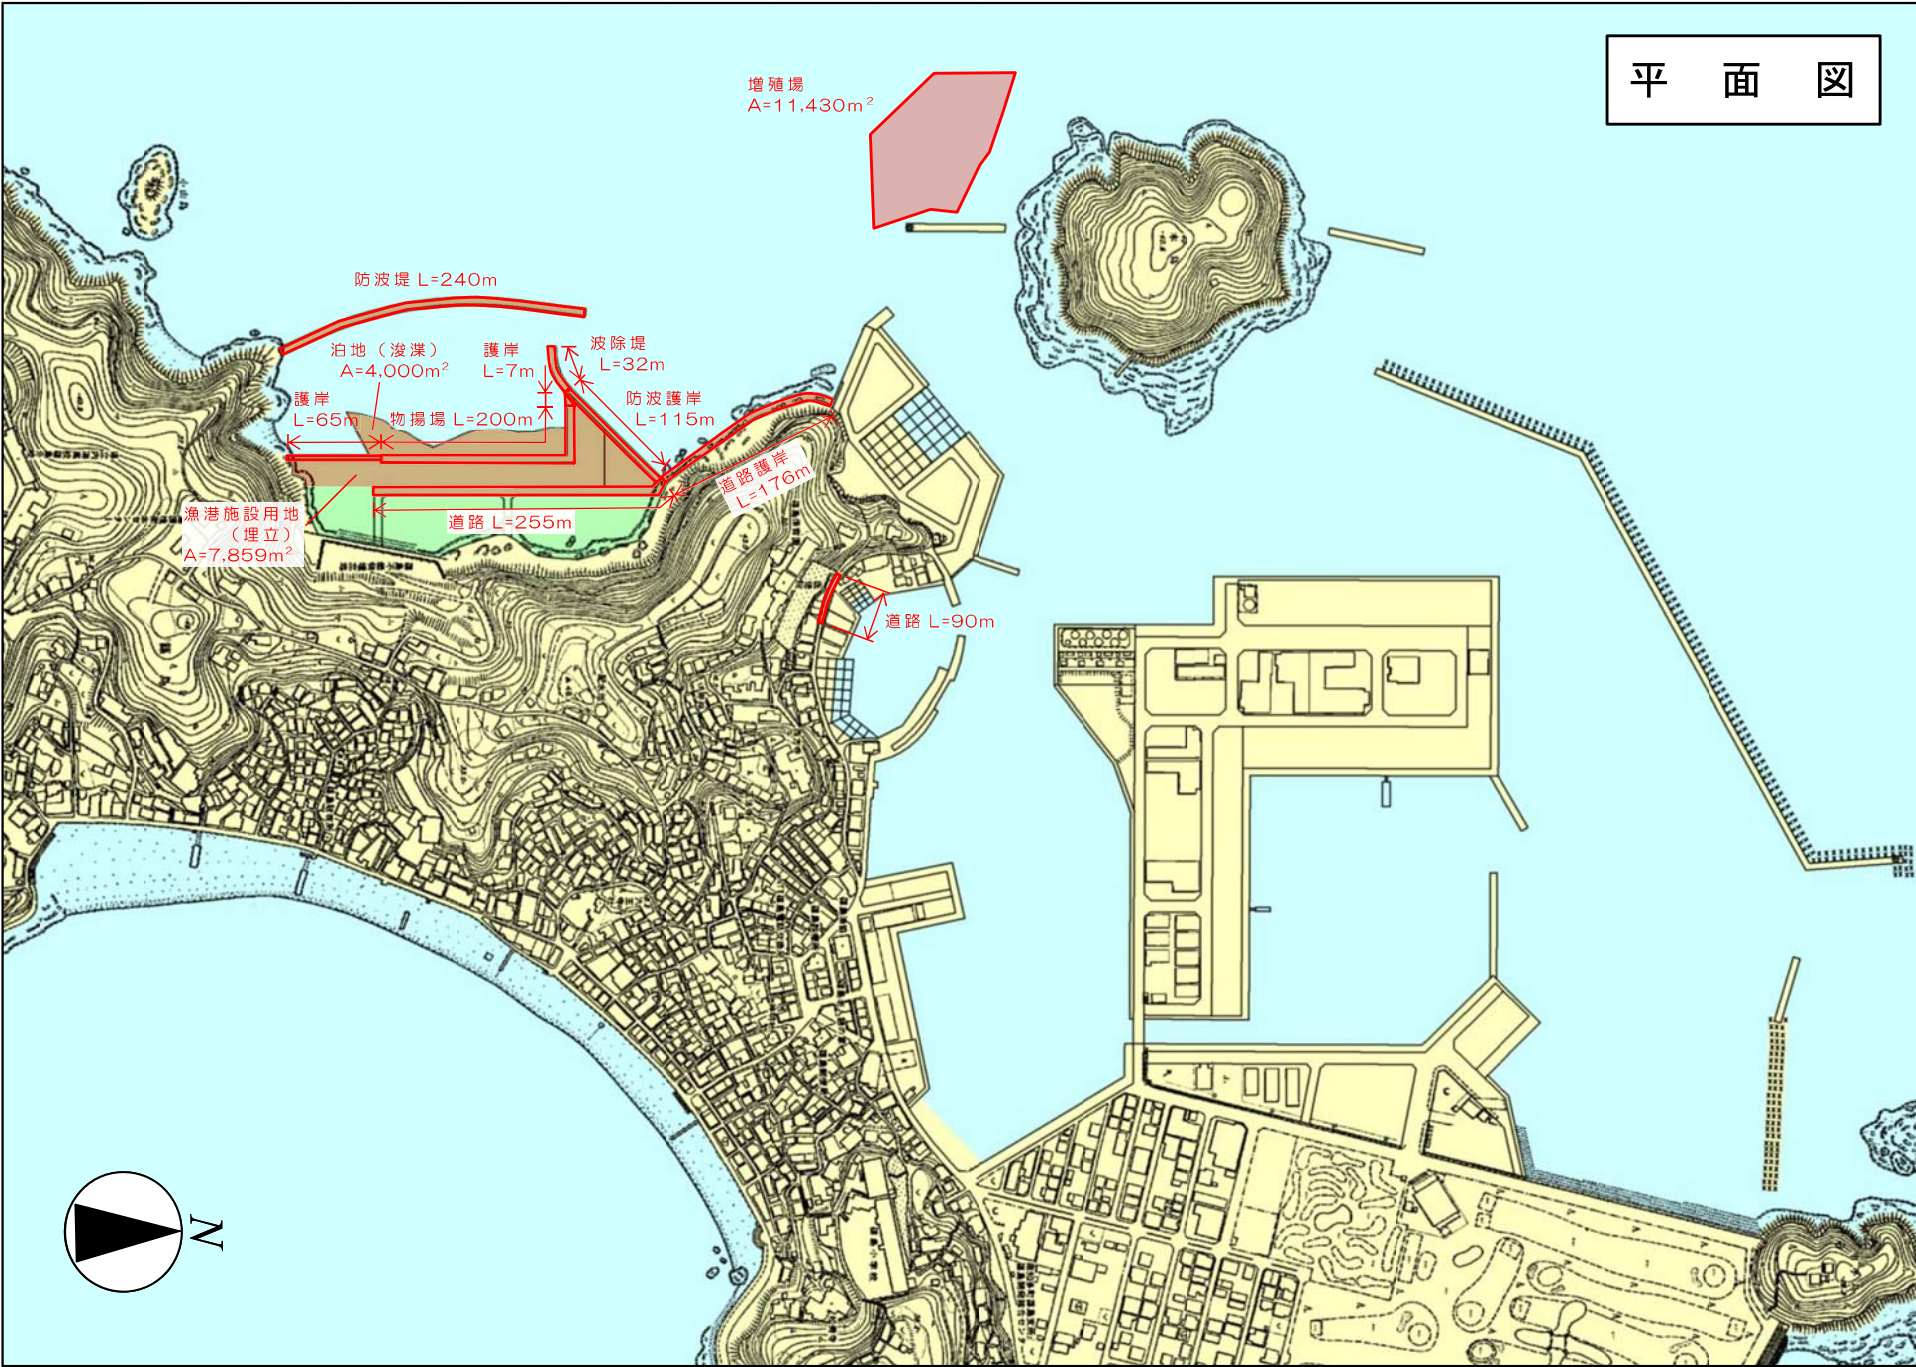 平面図
増殖場
A=11,430m²
防波堤 L=240m
泊地（浚渫）
A=4,000m²
護岸
L=7m
波除堤
L=32m
護岸
L=65m
物揚場 L=200m
防波護岸
L=115m
道路護岸
L=176m
漁港施設用地
（埋立）
A=7,859m²
道路 L=255m
道路 L=90m
N